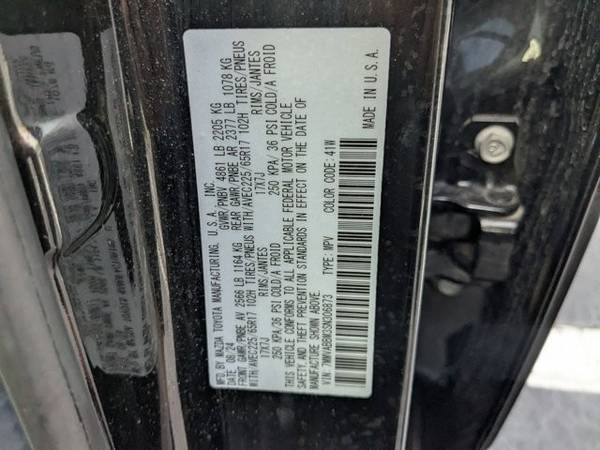 MFD. BY MAZDA TOYOTA MANUFACTURING, U.S.A. INC.
DATE: 08/24 GVWR/PNBV 4861 LB 2205 KG
FRONT GAWR/PNBE AV 2566 LB 1164 KG REAR GAWR/PNBE AR 2377 LB 1078 KG
WITH/AVEC225/65R17 102H TIRES/PNEUS WITH/AVEC225/65R17 102H TIRES/PNEUS
17X7J RIMS/JANTES 17X7J RIMS/JANTES
250 KPA/36 PSI COLD/A FROID 250 KPA/36 PSI COLD/A FROID
THIS VEHICLE CONFORMS TO ALL APPLICABLE FEDERAL MOTOR VEHICLE
SAFETY, AND THEFT PREVENTION STANDARDS IN EFFECT ON THE DATE OF
MANUFACTURE SHOWN ABOVE.
VIN: TYPE: MPV COLOR CODE: 41W
MADE IN U.S.A.